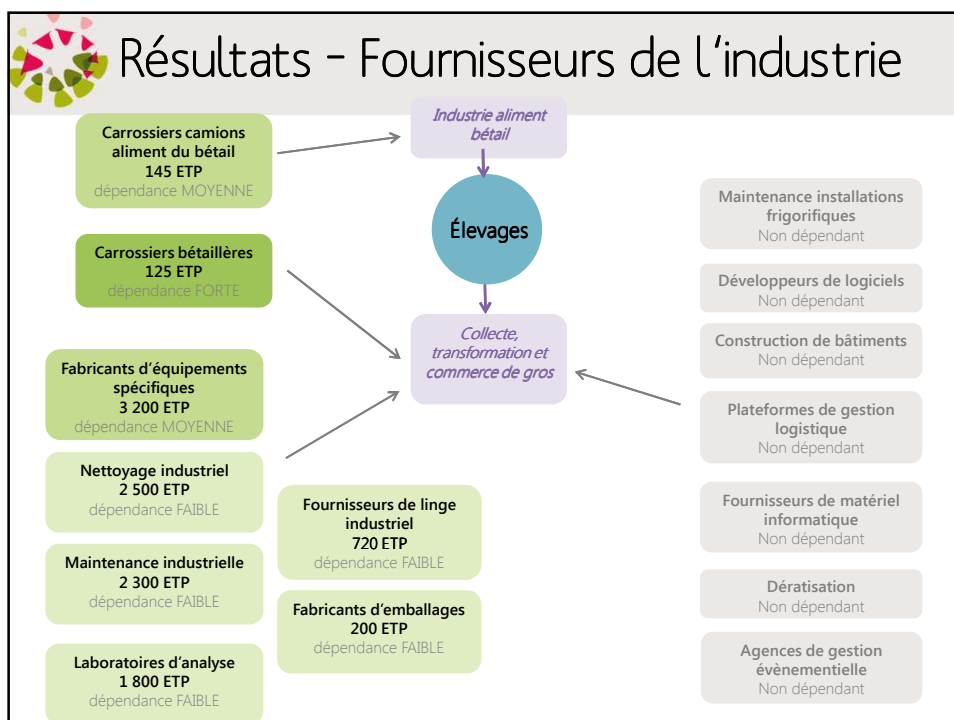 Résultats - Fournisseurs de l'industrie
Carrossiers camions
aliment du bétail
145 ETP
dépendance MOYENNE
Industrie aliment
bétail
Carrossiers bétaillères
125 ETP
dépendance FORTE
Élevages
Collecte,
transformation et
commerce de gros
Fabricants d'équipements
spécifiques
3 200 ETP
dépendance MOYENNE
Nettoyage industriel
2 500 ETP
dépendance FAIBLE
Maintenance industrielle
2 300 ETP
dépendance FAIBLE
Laboratoires d'analyse
1 800 ETP
dépendance FAIBLE
Fournisseurs de linge
industriel
720 ETP
dépendance FAIBLE
Fabricants d'emballages
200 ETP
dépendance FAIBLE
Maintenance installations
frigorifiques
Non dépendant
Développeurs de logiciels
Non dépendant
Construction de bâtiments
Non dépendant
Plateformes de gestion
logistique
Non dépendant
Fournisseurs de matériel
informatique
Non dépendant
Dératisation
Non dépendant
Agences de gestion
évènementielle
Non dépendant